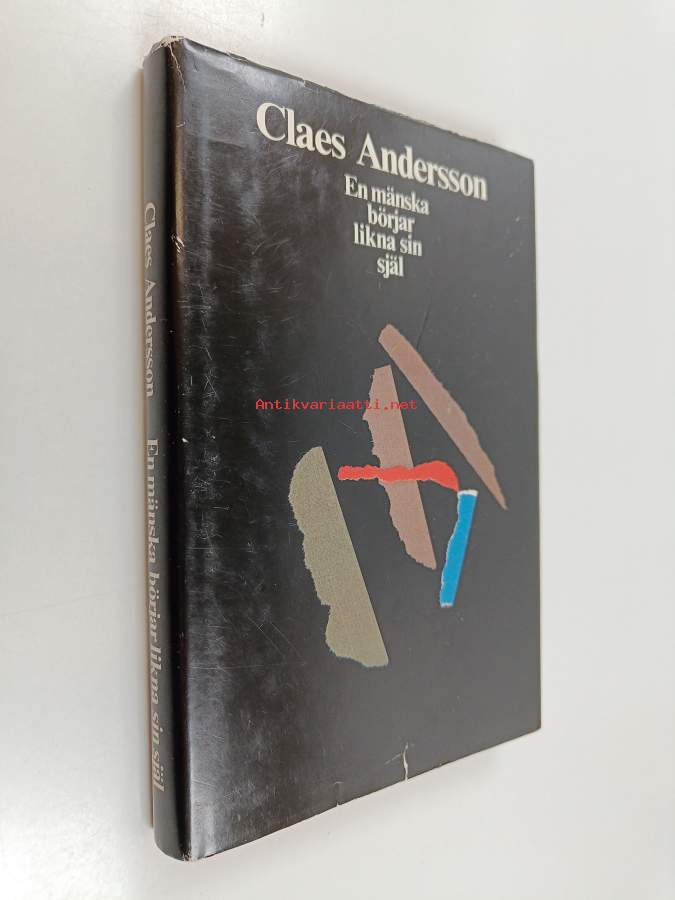 Claes Andersson
En mänska
börjar
likna sin
själ
Claes Andersson En mänska börjar likna sin själ
Antikvariaatti.net